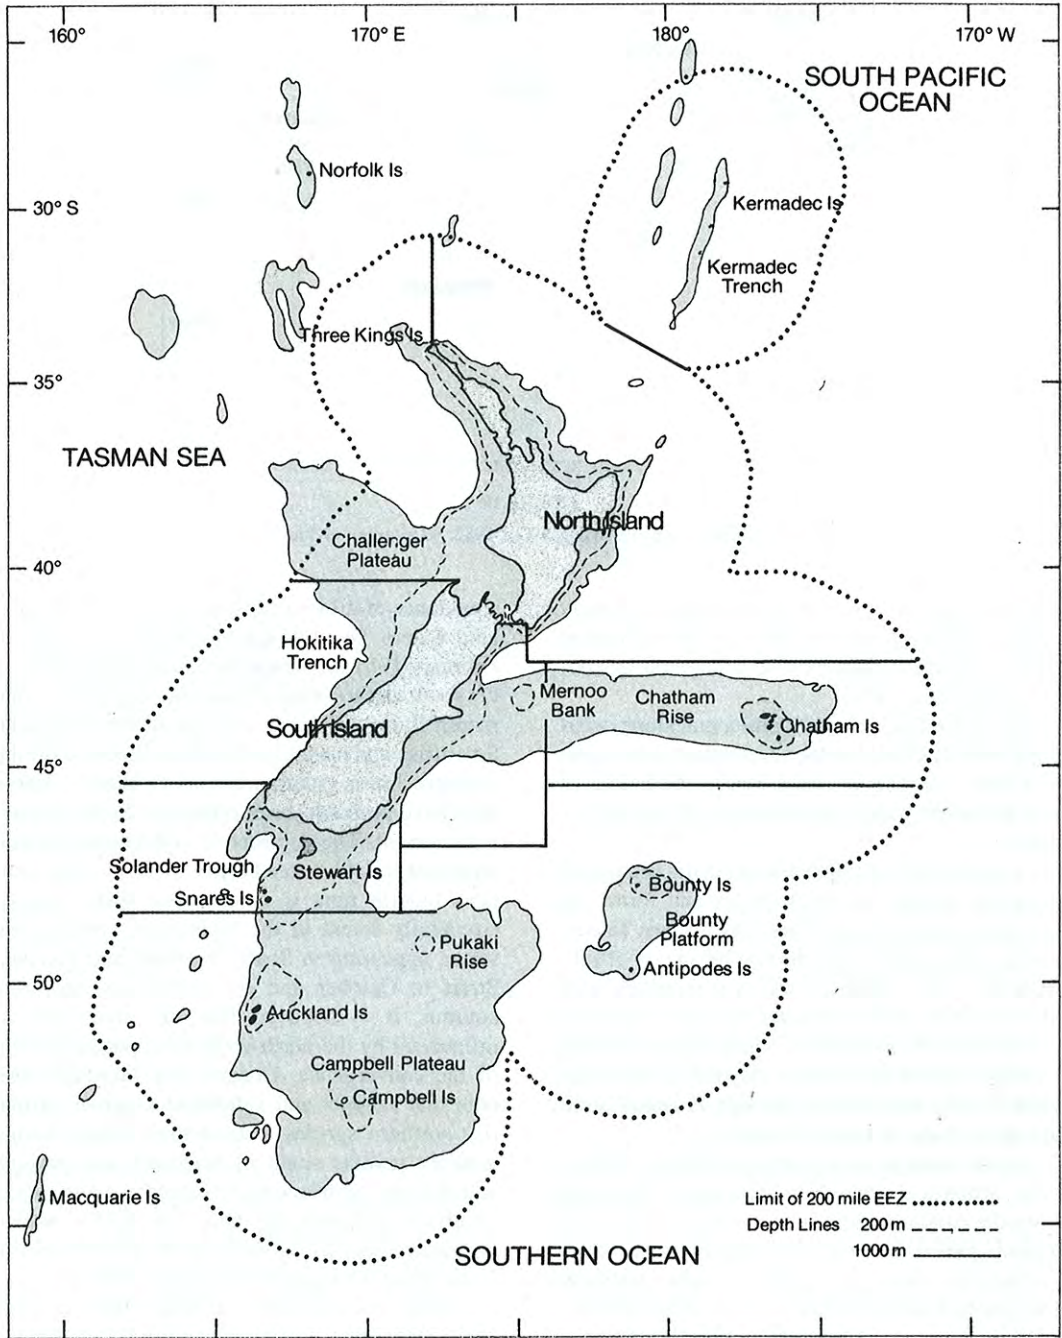 160°
170° E
180°
170° W
SOUTH PACIFIC
OCEAN
Norfolk Is
30° S
Kermadec Is
Kermadec
Trench
Three Kings Is
35°
TASMAN SEA
North Island
Challenger
Plateau
40°
Hokitika
Trench
Mernoo
Bank
Chatham
Rise
Chatham Is
South Island
45°
Solander Trough
Stewart Is
Snares Is
Bounty Is
Bounty
Platform
Pukaki
Rise
Antipodes Is
50°
Auckland Is
Campbell Plateau
Campbell Is
Macquarie Is
Limit of 200 mile EEZ
Depth Lines 200 m
1000 m
SOUTHERN OCEAN